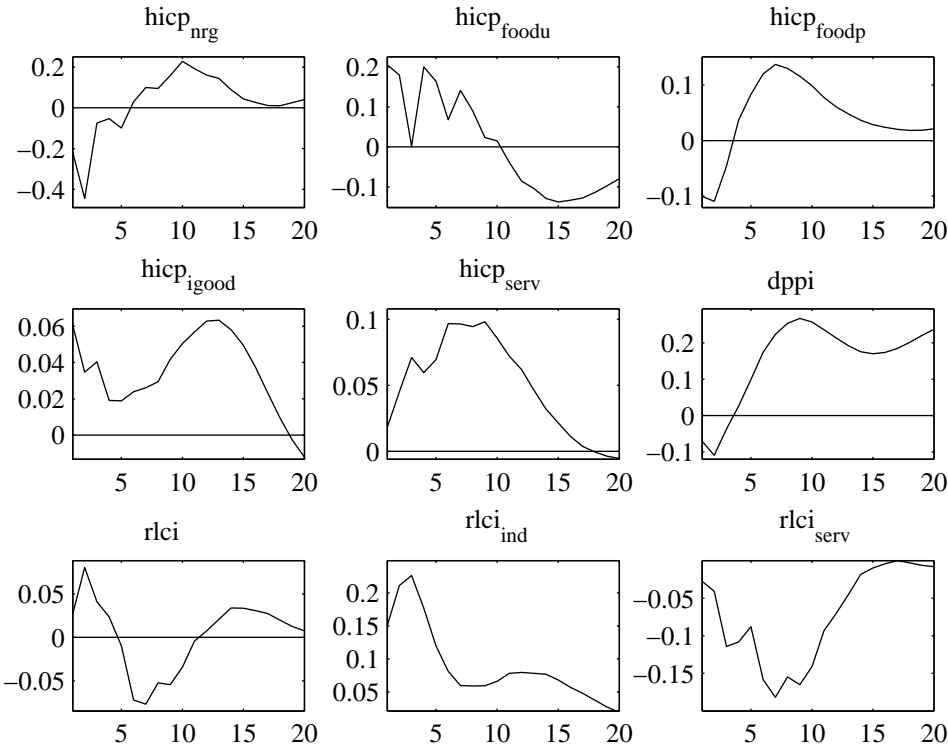 hicp_nrg hicp_foodu hicp_foodp
0.2 0.2 0.1
0 0.1 0
−0.2 0 −0.1
−0.4 −0.1
5 10 15 20 5 10 15 20 5 10 15 20
hicp_igood hicp_serv dppi
0.06 0.1 0.2
0.04 0.05 0.1
0.02 0 0
0 −0.1
5 10 15 20 5 10 15 20 5 10 15 20
rlci rlci_ind rlci_serv
0.05 0.2 −0.05
0 0.15 −0.1
−0.05 0.1 −0.15
0.05
5 10 15 20 5 10 15 20 5 10 15 20